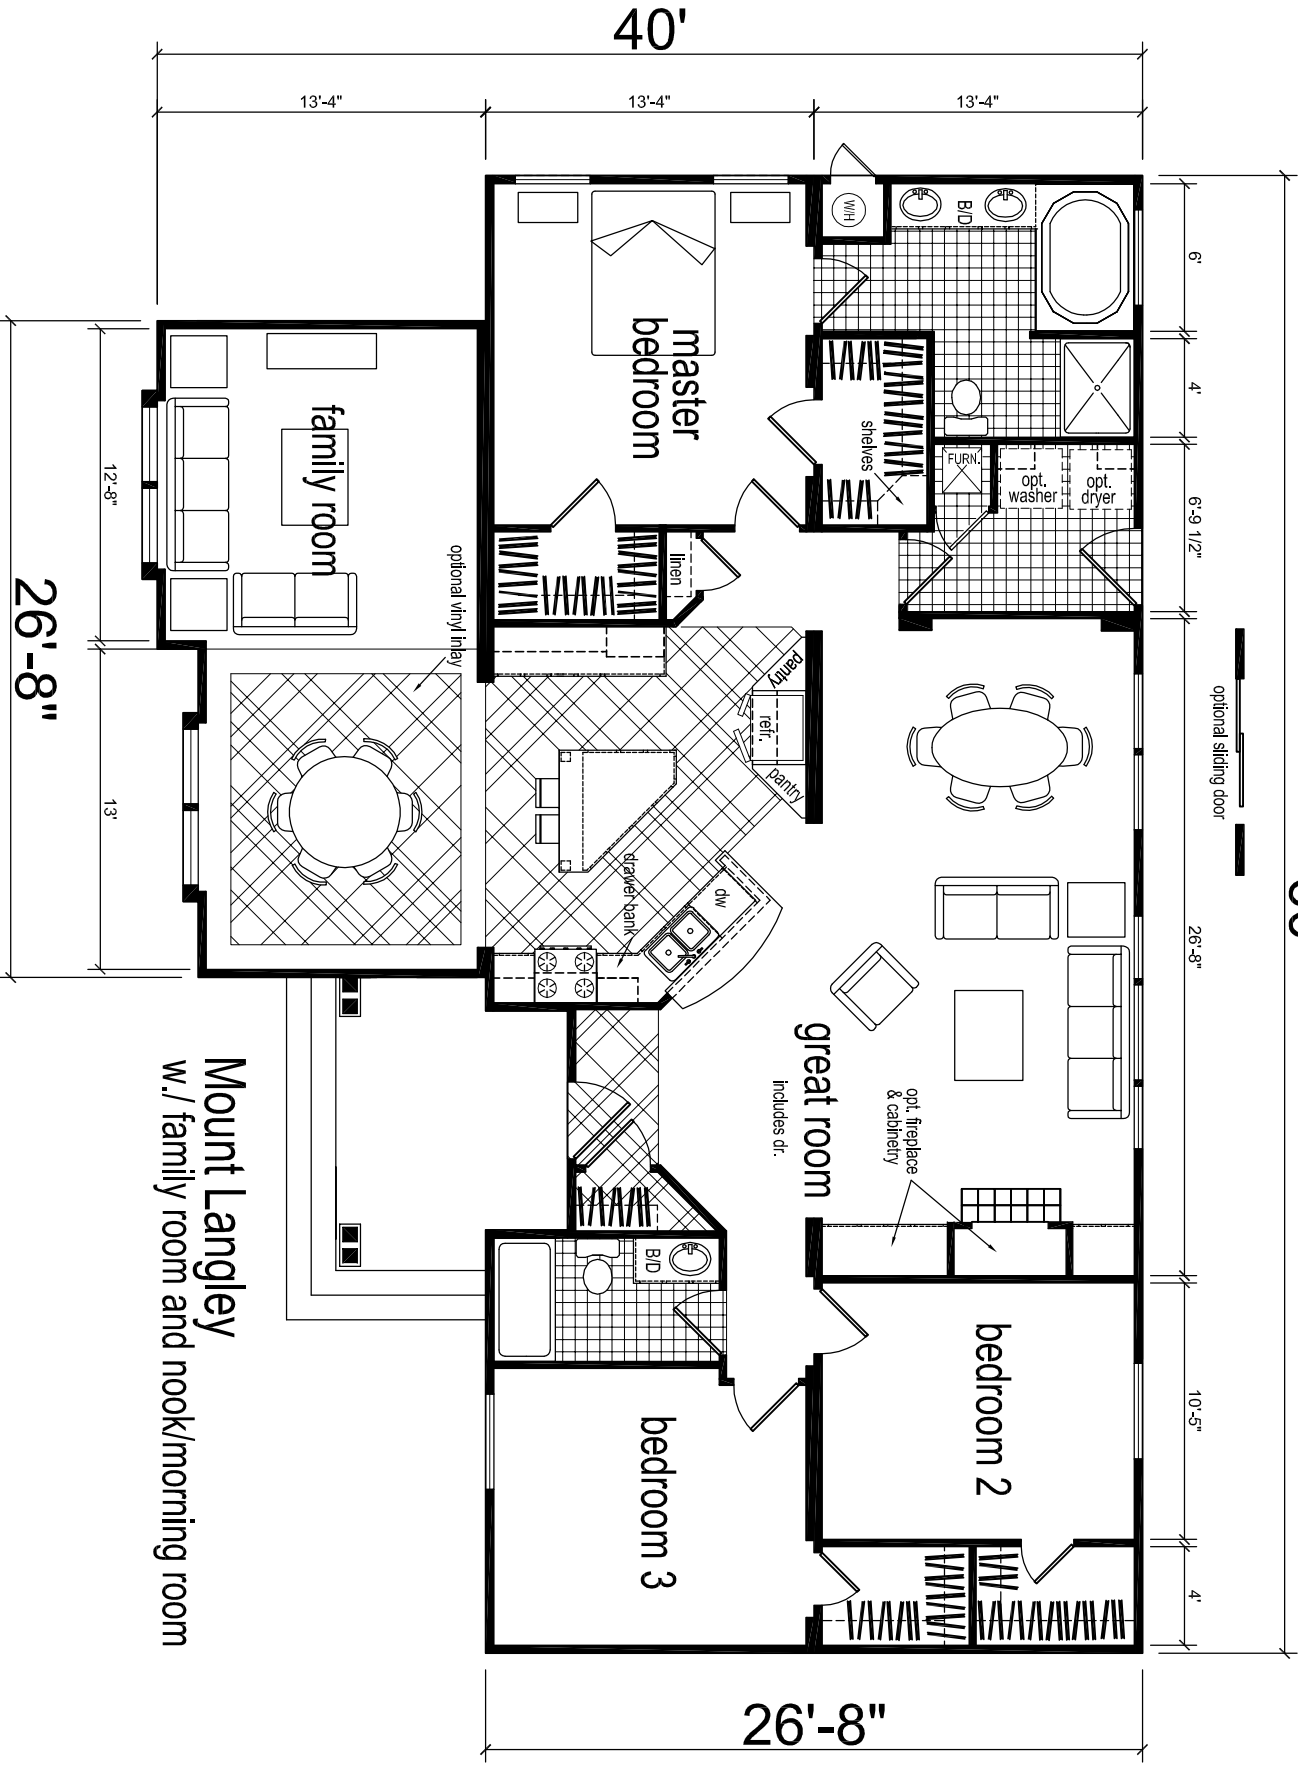 40'
13'-4"
13'-4"
13'-4"
W/H
B/D
6'
4'
6'-9 1/2"
26'-8"
10'-5"
4'
master
bedroom
shelves
FURN.
opt.
washer
opt.
dryer
linen
family room
12'-8"
13'
26'-8"
optional vinyl inlay
pantry
refr.
pantry
optional sliding door
drawer bank
dw
great room
includes dr.
opt. fireplace
& cabinetry
B/D
bedroom 2
bedroom 3
Mount Langley
w./ family room and nook/morning room
26'-8"